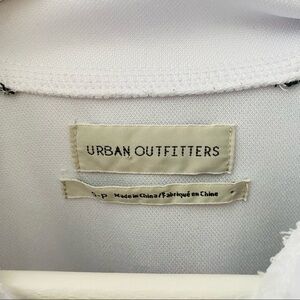 URBAN OUTFITTERS
Made in China / Fabriqué en Chine